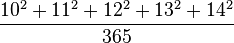 10² + 11² + 12² + 13² + 14²
365